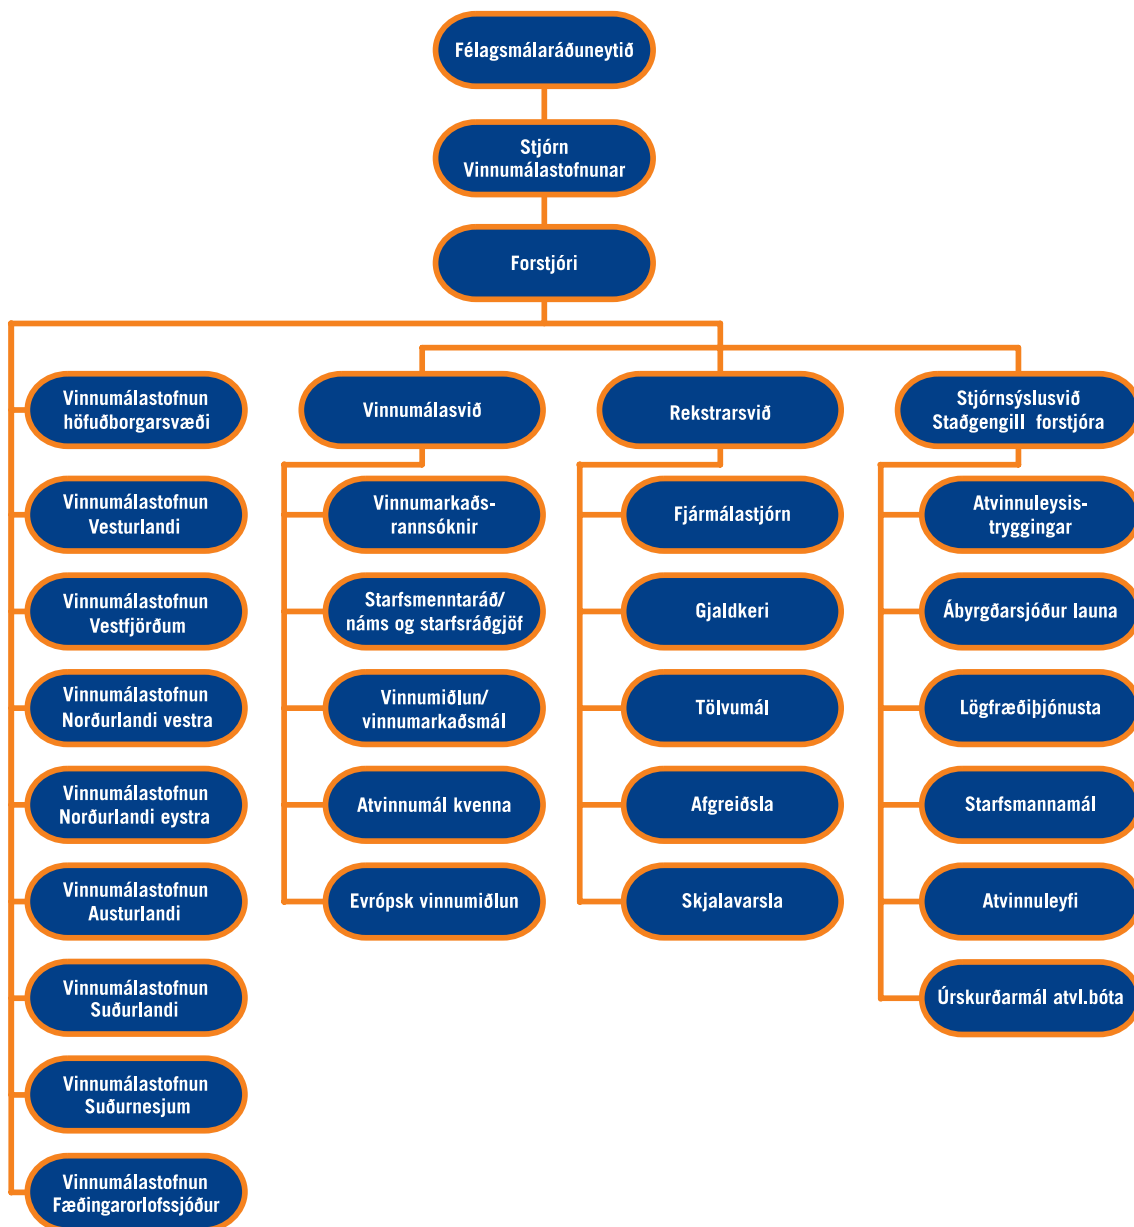 Félagsmálaráðuneytið
Stjórn
Vinnumálastofnunar
Forstjóri
Vinnumálastofnun
höfuðborgarsvæði
Vinnumálastofnun
Vesturlandi
Vinnumálastofnun
Vestfjörðum
Vinnumálastofnun
Norðurlandi vestra
Vinnumálastofnun
Norðurlandi eystra
Vinnumálastofnun
Austurlandi
Vinnumálastofnun
Suðurlandi
Vinnumálastofnun
Suðurnesjum
Vinnumálastofnun
Fæðingarorlofssjóður
Vinnumálasvið
Vinnumarkaðs-
rannsóknir
Starfsmenntaráð/
náms og starfsráðgjöf
Vinnumiðlun/
vinnumarkaðsmál
Atvinnumál kvenna
Evrópsk vinnumiðlun
Rekstrarsvið
Fjármálastjórn
Gjaldkeri
Tölvumál
Afgreiðsla
Skjalavarsla
Stjórnsýslusvið
Staðgengill forstjóra
Atvinnuleysis-
tryggingar
Ábyrgðarsjóður launa
Lögfræðiþjónusta
Starfsmannamál
Atvinnuleyfi
Úrskurðarmál atvl.bóta